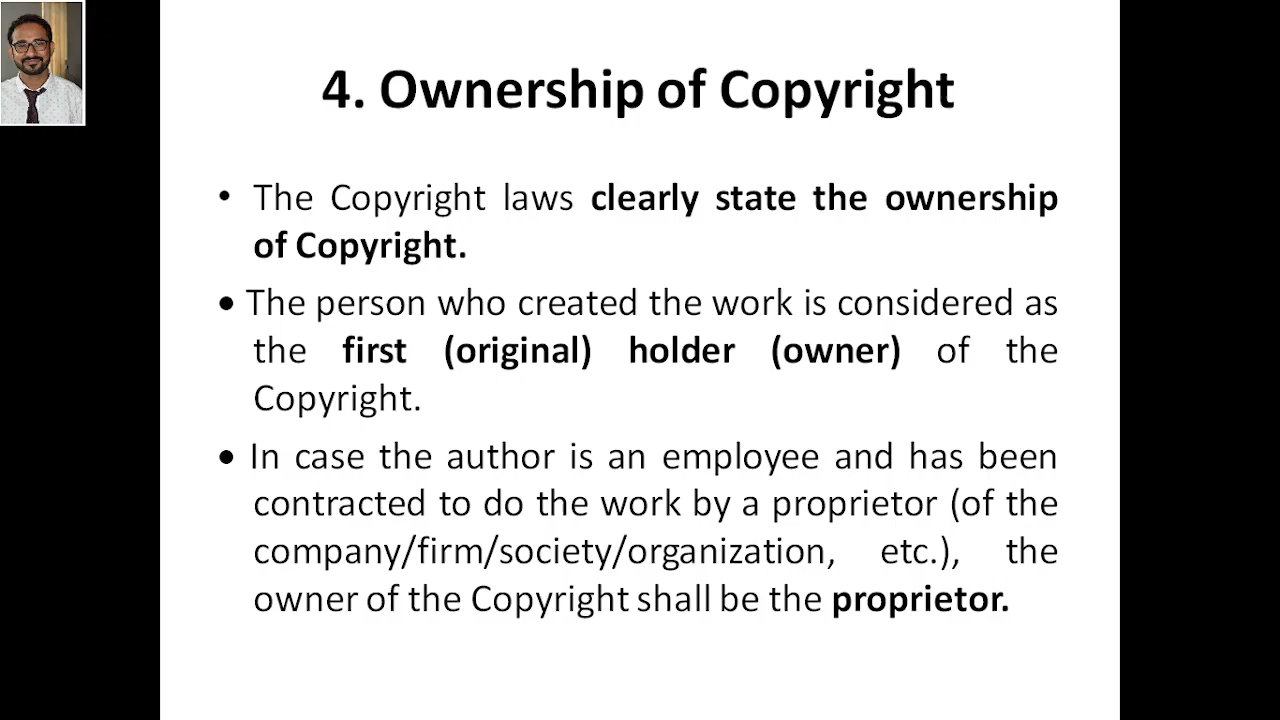 4. Ownership of Copyright
• The Copyright laws clearly state the ownership
of Copyright.
• The person who created the work is considered as
the first (original) holder (owner) of the
Copyright.
• In case the author is an employee and has been
contracted to do the work by a proprietor (of the
company/firm/society/organization, etc.), the
owner of the Copyright shall be the proprietor.